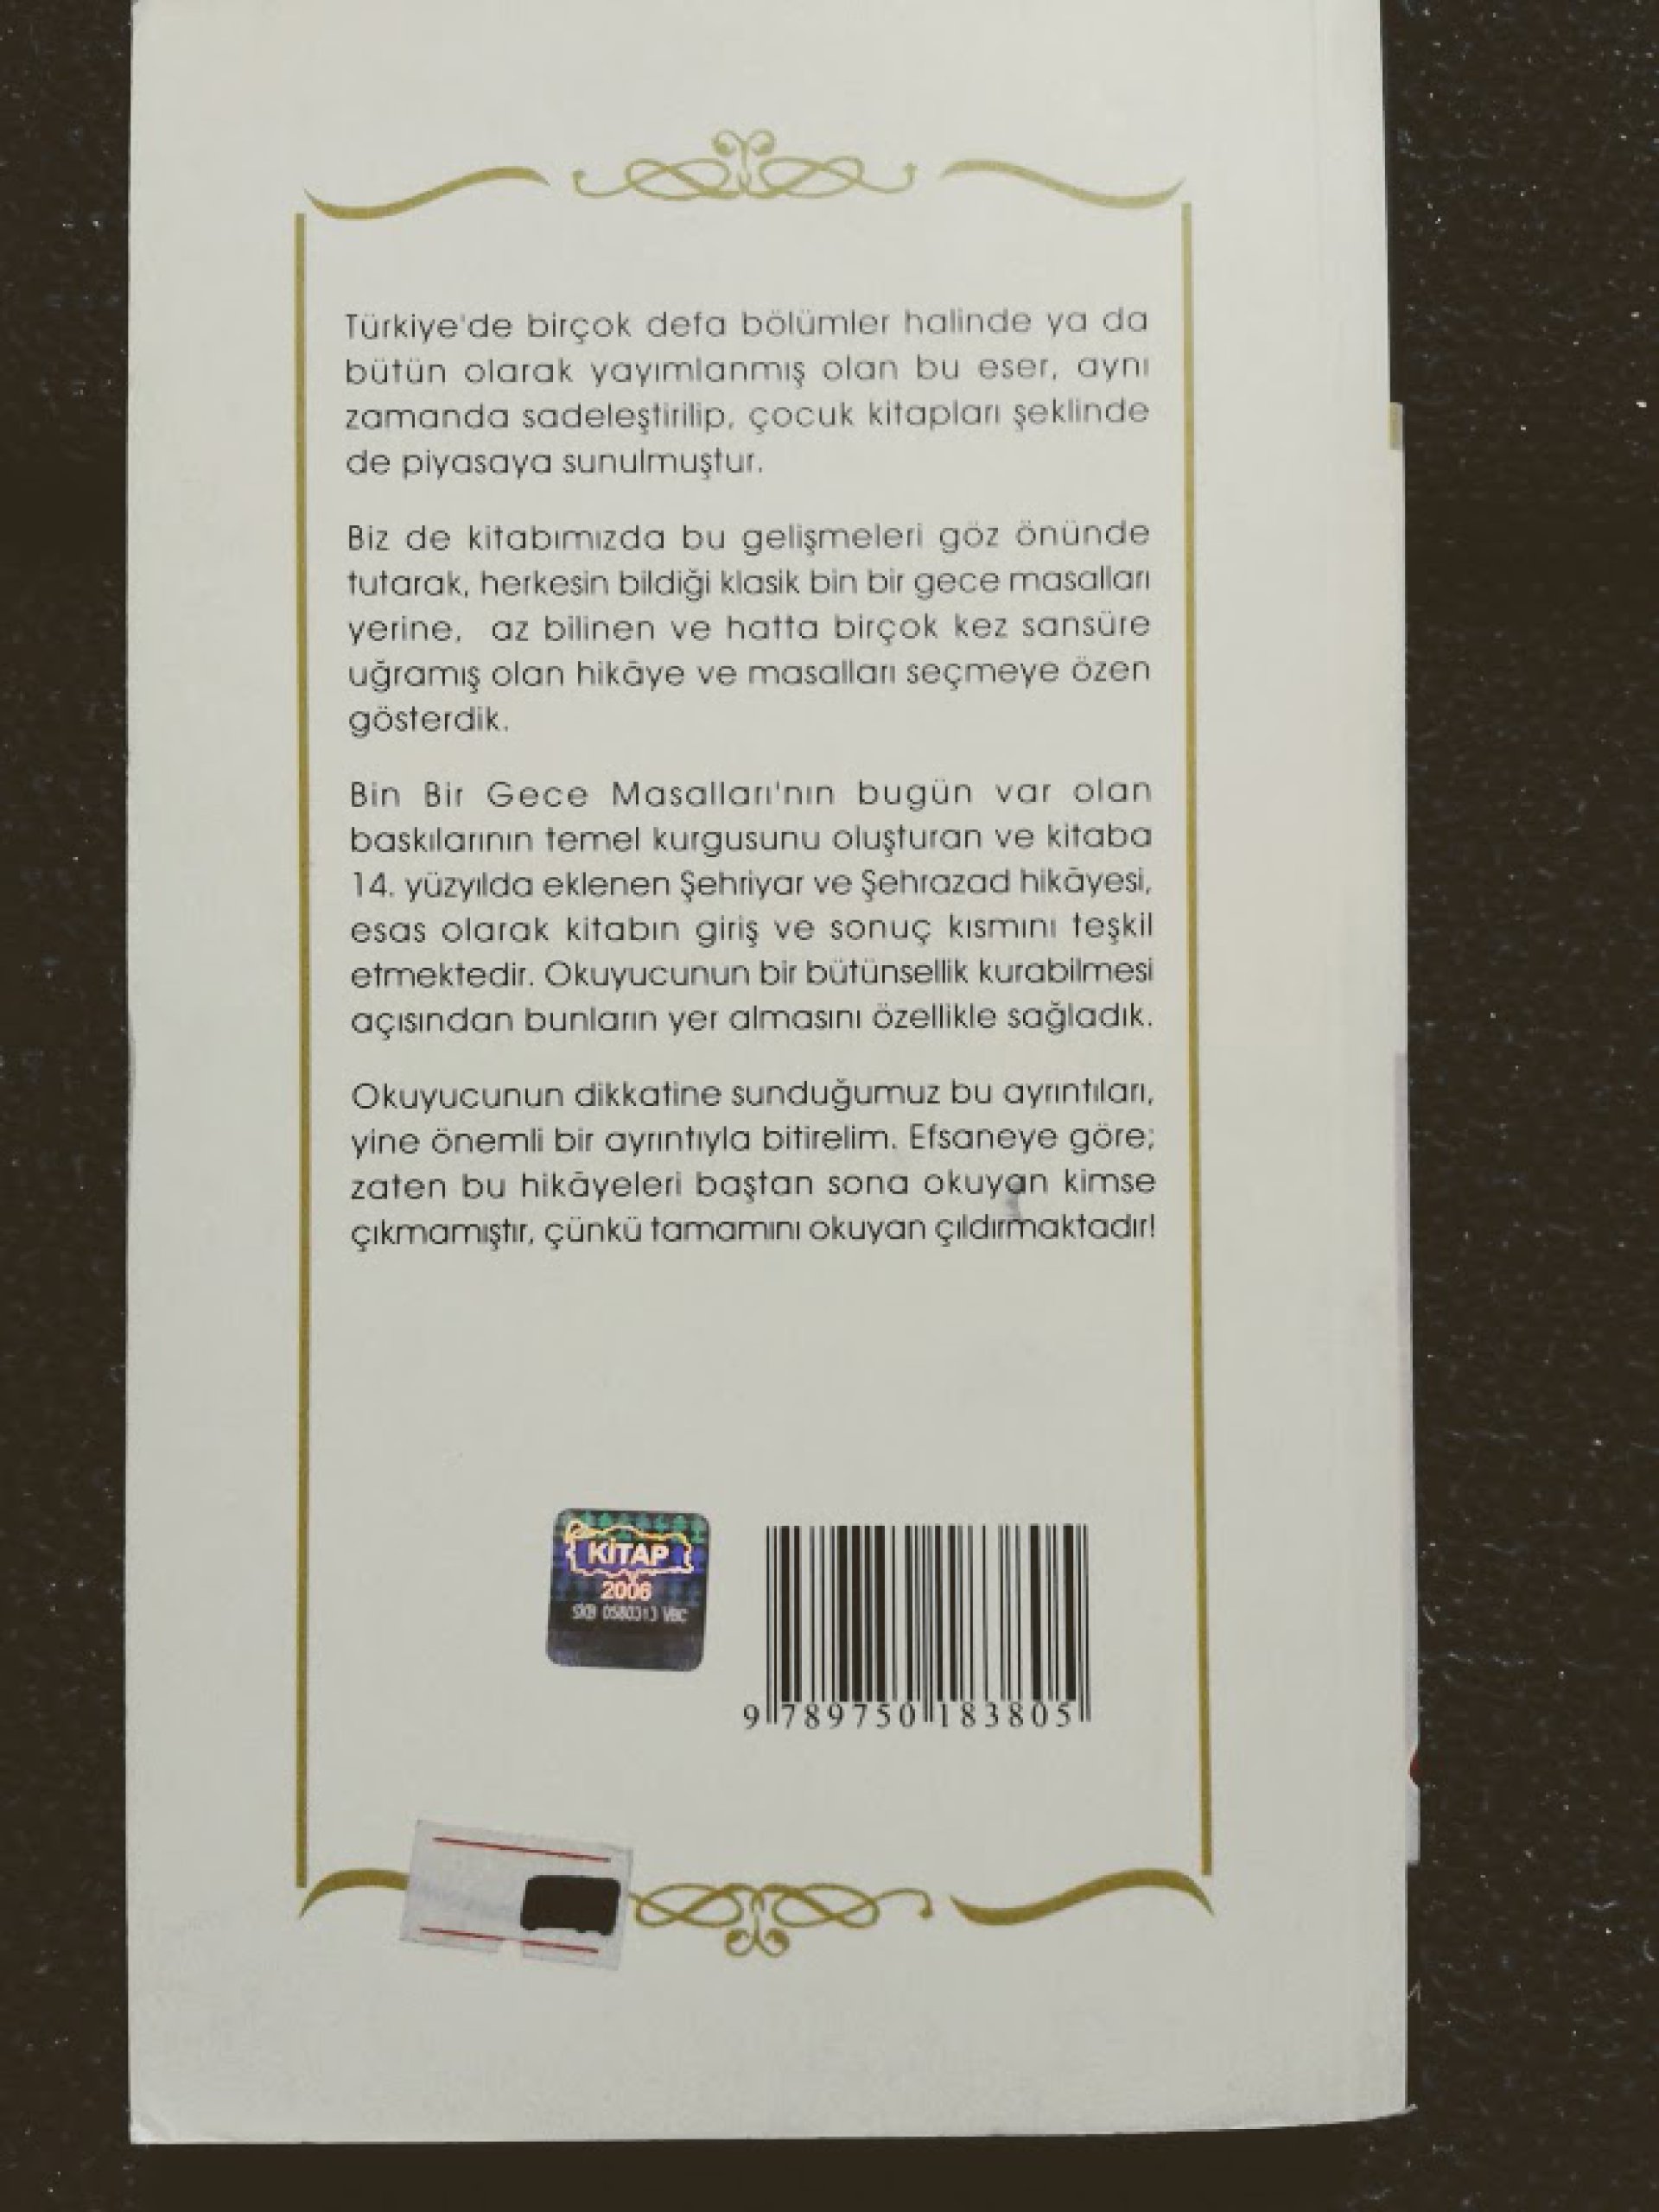 Türkiye'de birçok defa bölümler halinde ya da
bütün olarak yayımlanmış olan bu eser, aynı
zamanda sadeleştirilip, çocuk kitapları şeklinde
de piyasaya sunulmuştur.
Biz de kitabımızda bu gelişmeleri göz önünde
tutarak, herkesin bildiği klasik bin bir gece masalları
yerine, az bilinen ve hatta birçok kez sansüre
uğramış olan hikâye ve masalları seçmeye özen
gösterdik.
Bin Bir Gece Masalları'nın bugün var olan
baskılarının temel kurgusunu oluşturan ve kitaba
14. yüzyılda eklenen Şehriyar ve Şehrazad hikâyesi,
esas olarak kitabın giriş ve sonuç kısmını teşkil
etmektedir. Okuyucunun bir bütünsellik kurabilmesi
açısından bunların yer almasını özellikle sağladık.
Okuyucunun dikkatine sunduğumuz bu ayrıntıları,
yine önemli bir ayrıntıyla bitirelim. Efsaneye göre;
zaten bu hikâyeleri baştan sona okuyan kimse
çıkmamıştır, çünkü tamamını okuyan çıldırmaktadır!
KİTAP
2006
SKB 0580313
9 789750 183805